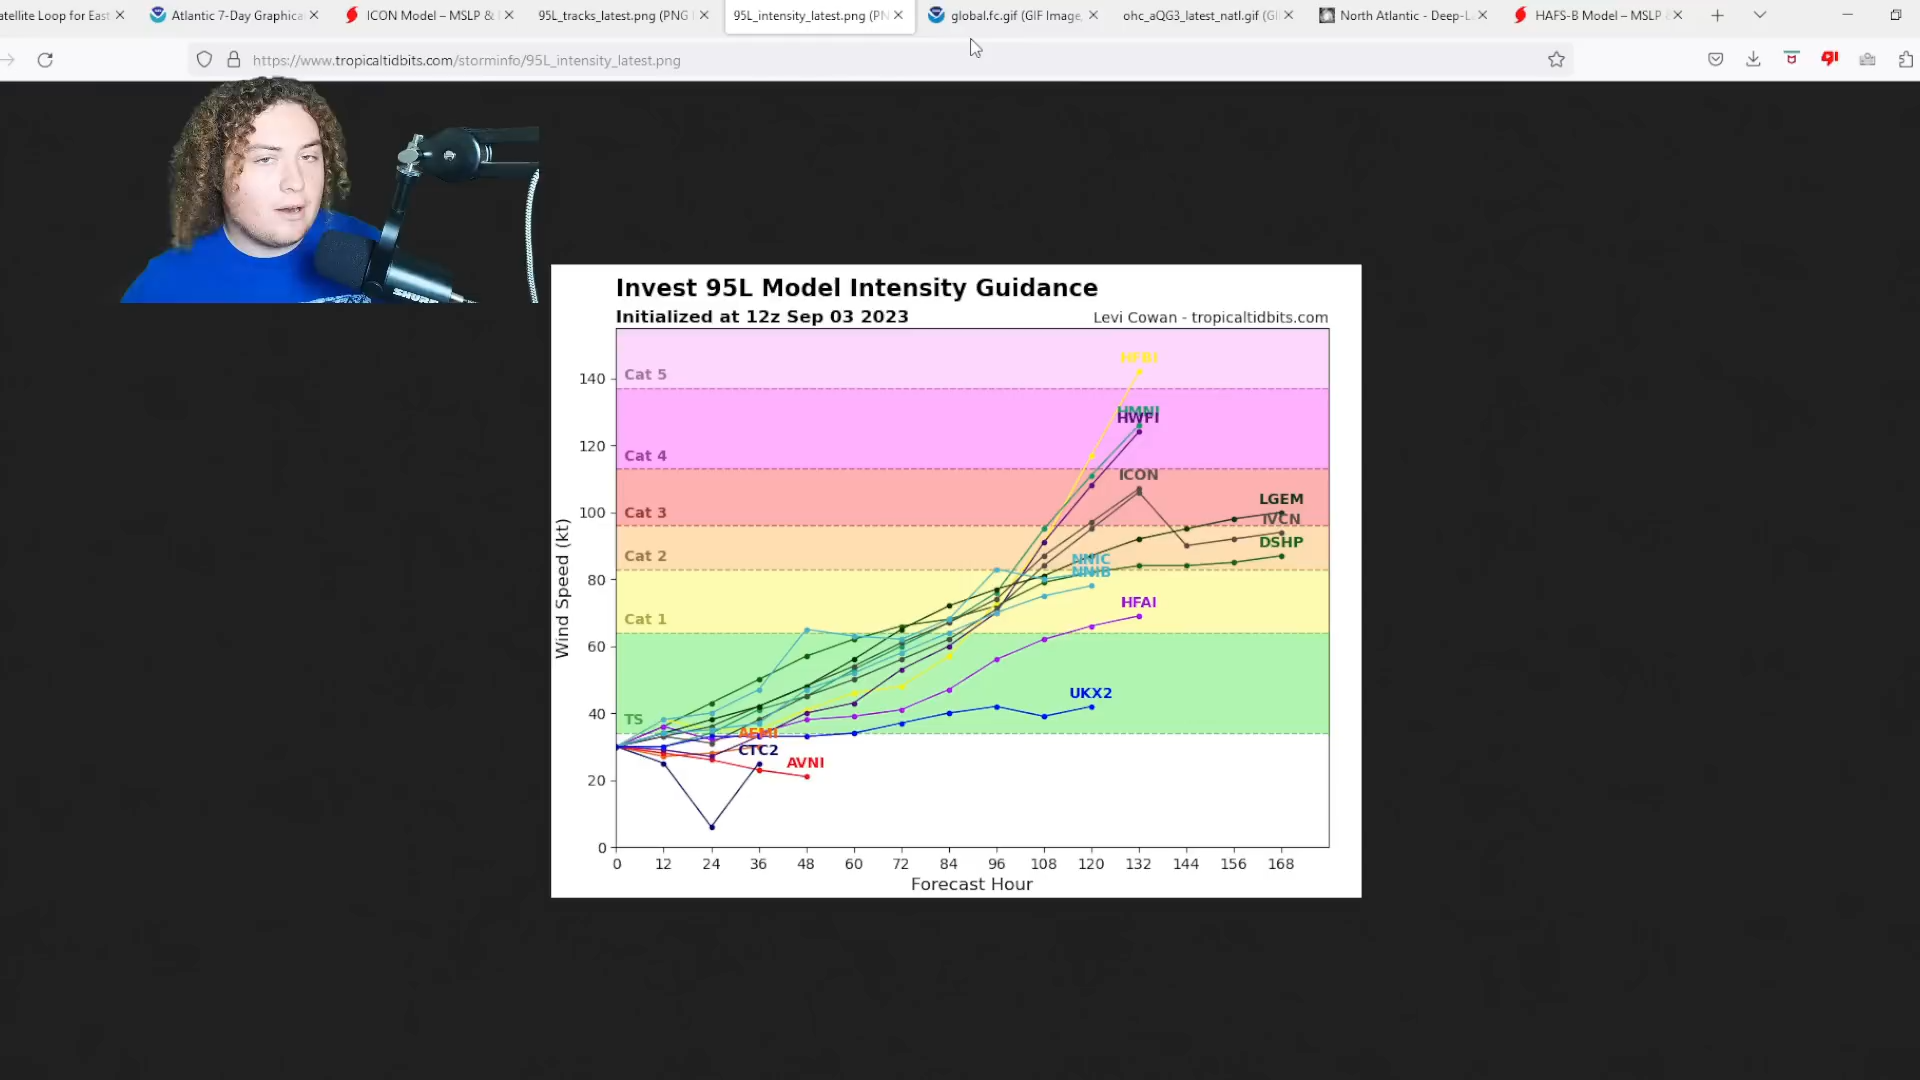 atellite Loop for East
Atlantic 7-Day Graphica
ICON Model – MSLP &
95L_tracks_latest.png (PNG I
95L_intensity_latest.png (PN
global.fc.gif (GIF Image,
ohc_aQG3_latest_natl.gif (GI
North Atlantic - Deep-L
HAFS-B Model – MSLP &
https://www.tropicaltidbits.com/storminfo/95L_intensity_latest.png
SHURE
Invest 95L Model Intensity Guidance
Initialized at 12z Sep 03 2023
Levi Cowan - tropicaltidbits.com
HFBI
140
Cat 5
HMNI
HWFI
120
Cat 4
ICON
LGEM
100
Cat 3
IVCN
DSHP
Cat 2
NNIC
NNIB
80
HFAI
Cat 1
60
Wind Speed (kt)
UKX2
40
TS
AEMI
CTC2
AVNI
20
0
0 12 24 36 48 60 72 84 96 108 120 132 144 156 168
Forecast Hour